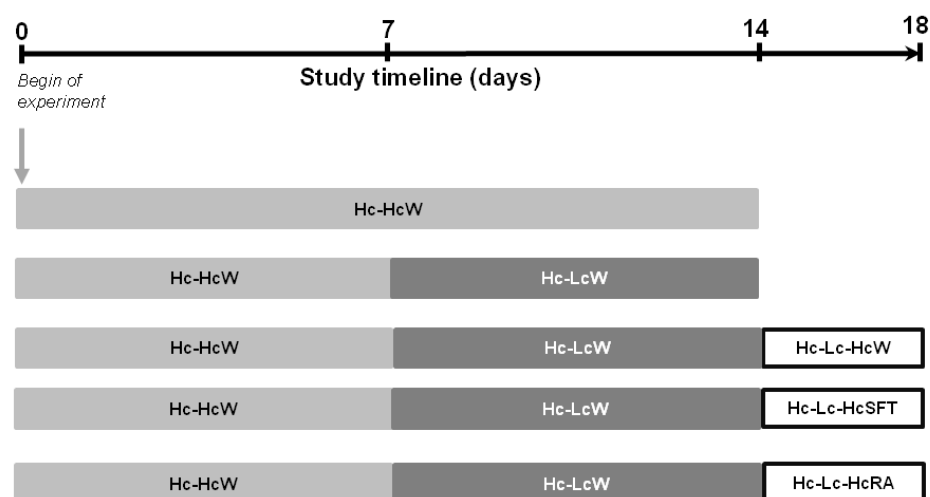 0 7 14 18
Study timeline (days)
Begin of
experiment
Hc-HcW
Hc-HcW Hc-LcW
Hc-HcW Hc-LcW Hc-Lc-HcW
Hc-HcW Hc-LcW Hc-Lc-HcSFT
Hc-HcW Hc-LcW Hc-Lc-HcRA